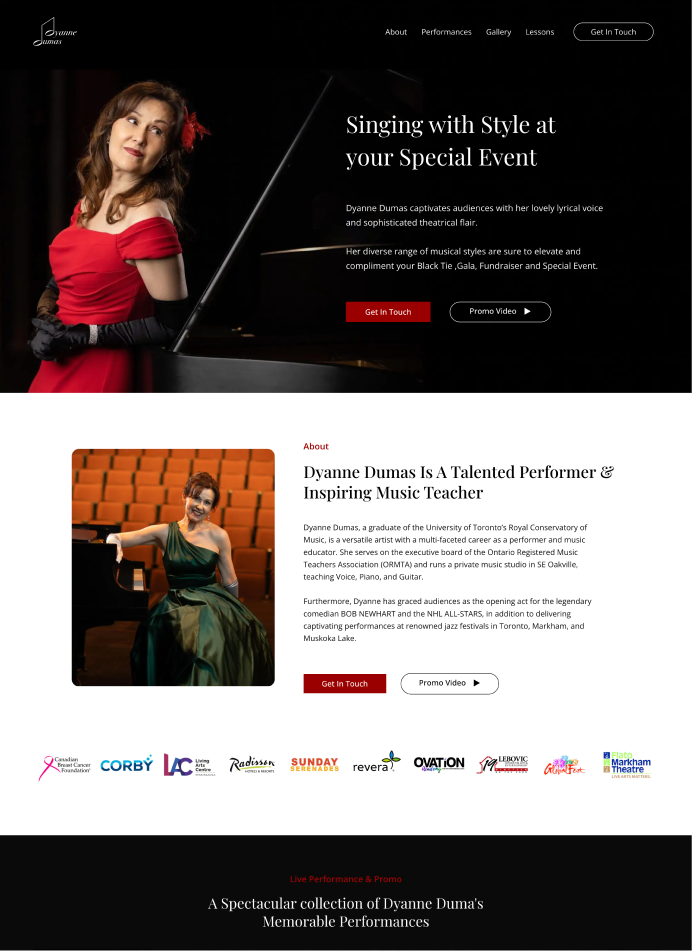 Dyanne
Dumas
About Performances Gallery Lessons Get In Touch
Singing with Style at
your Special Event
Dyanne Dumas captivates audiences with her lovely lyrical voice
and sophisticated theatrical flair.
Her diverse range of musical styles are sure to elevate and
compliment your Black Tie ,Gala, Fundraiser and Special Event.
Get In Touch Promo Video
About
Dyanne Dumas Is A Talented Performer &
Inspiring Music Teacher
Dyanne Dumas, a graduate of the University of Toronto's Royal Conservatory of
Music, is a versatile artist with a multi-faceted career as a performer and music
educator. She serves on the executive board of the Ontario Registered Music
Teachers Association (ORMTA) and runs a private music studio in SE Oakville,
teaching Voice, Piano, and Guitar.
Furthermore, Dyanne has graced audiences as the opening act for the legendary
comedian BOB NEWHART and the NHL ALL-STARS, in addition to delivering
captivating performances at renowned jazz festivals in Toronto, Markham, and
Muskoka Lake.
Get In Touch Promo Video
Canadian
Breast Cancer
Foundation
CORBY
LAC
Living
Arts
Centre
Radisson
HOTELS & RESORTS
SUNDAY
SERENADES
revera
OVATION
LEBOVIC
GlobalFest
Flato
Markham
Theatre
LIVE ARTS MATTERS.
Live Performance & Promo
A Spectacular collection of Dyanne Duma's
Memorable Performances